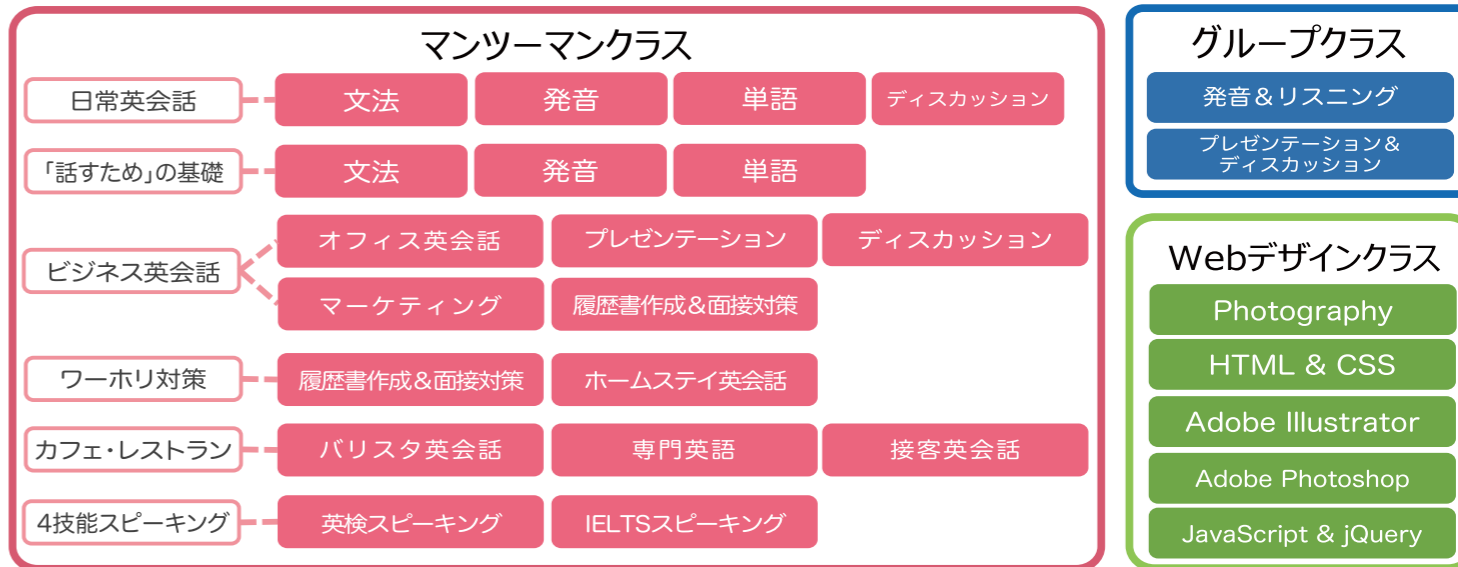 マンツーマンクラス
日常英会話 文法 発音 単語 ディスカッション
「話すため」の基礎 文法 発音 単語
ビジネス英会話
オフィス英会話 プレゼンテーション ディスカッション
マーケティング 履歴書作成&面接対策
ワーホリ対策 履歴書作成&面接対策 ホームステイ英会話
カフェ・レストラン バリスタ英会話 専門英語 接客英会話
4技能スピーキング 英検スピーキング IELTSスピーキング
グループクラス
発音&リスニング
プレゼンテーション&
ディスカッション
Webデザインクラス
Photography
HTML & CSS
Adobe Illustrator
Adobe Photoshop
JavaScript & jQuery